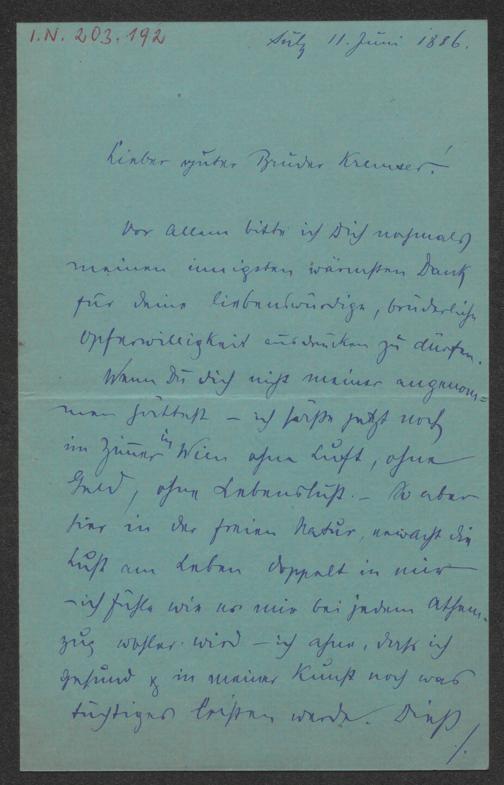 I.N. 203.192
Sulz 11. Juni 1886.
Lieber guter Bruder Kremser!
Vor Allem bitte ich Dich nochmals
meinen innigsten wärmsten Dank
für deine liebenswürdige, brüderliche
Opferwilligkeit ausdrücken zu dürfen.
Wenn Du dich nicht meiner angenom=
men hättest – ich säße jetzt noch
im Zimmer in Wien ohne Luft, ohne
Geld, ohne Lebenslust. – So aber
hier in der freien Natur, erwacht die
Lust am Leben doppelt in mir
– ich fühle wie es mir bei jedem Athem-
zug wohler wird – ich ahne, daß ich
gesund & in meiner Kunst noch was
tüchtiges leisten werde. Dieß
./.